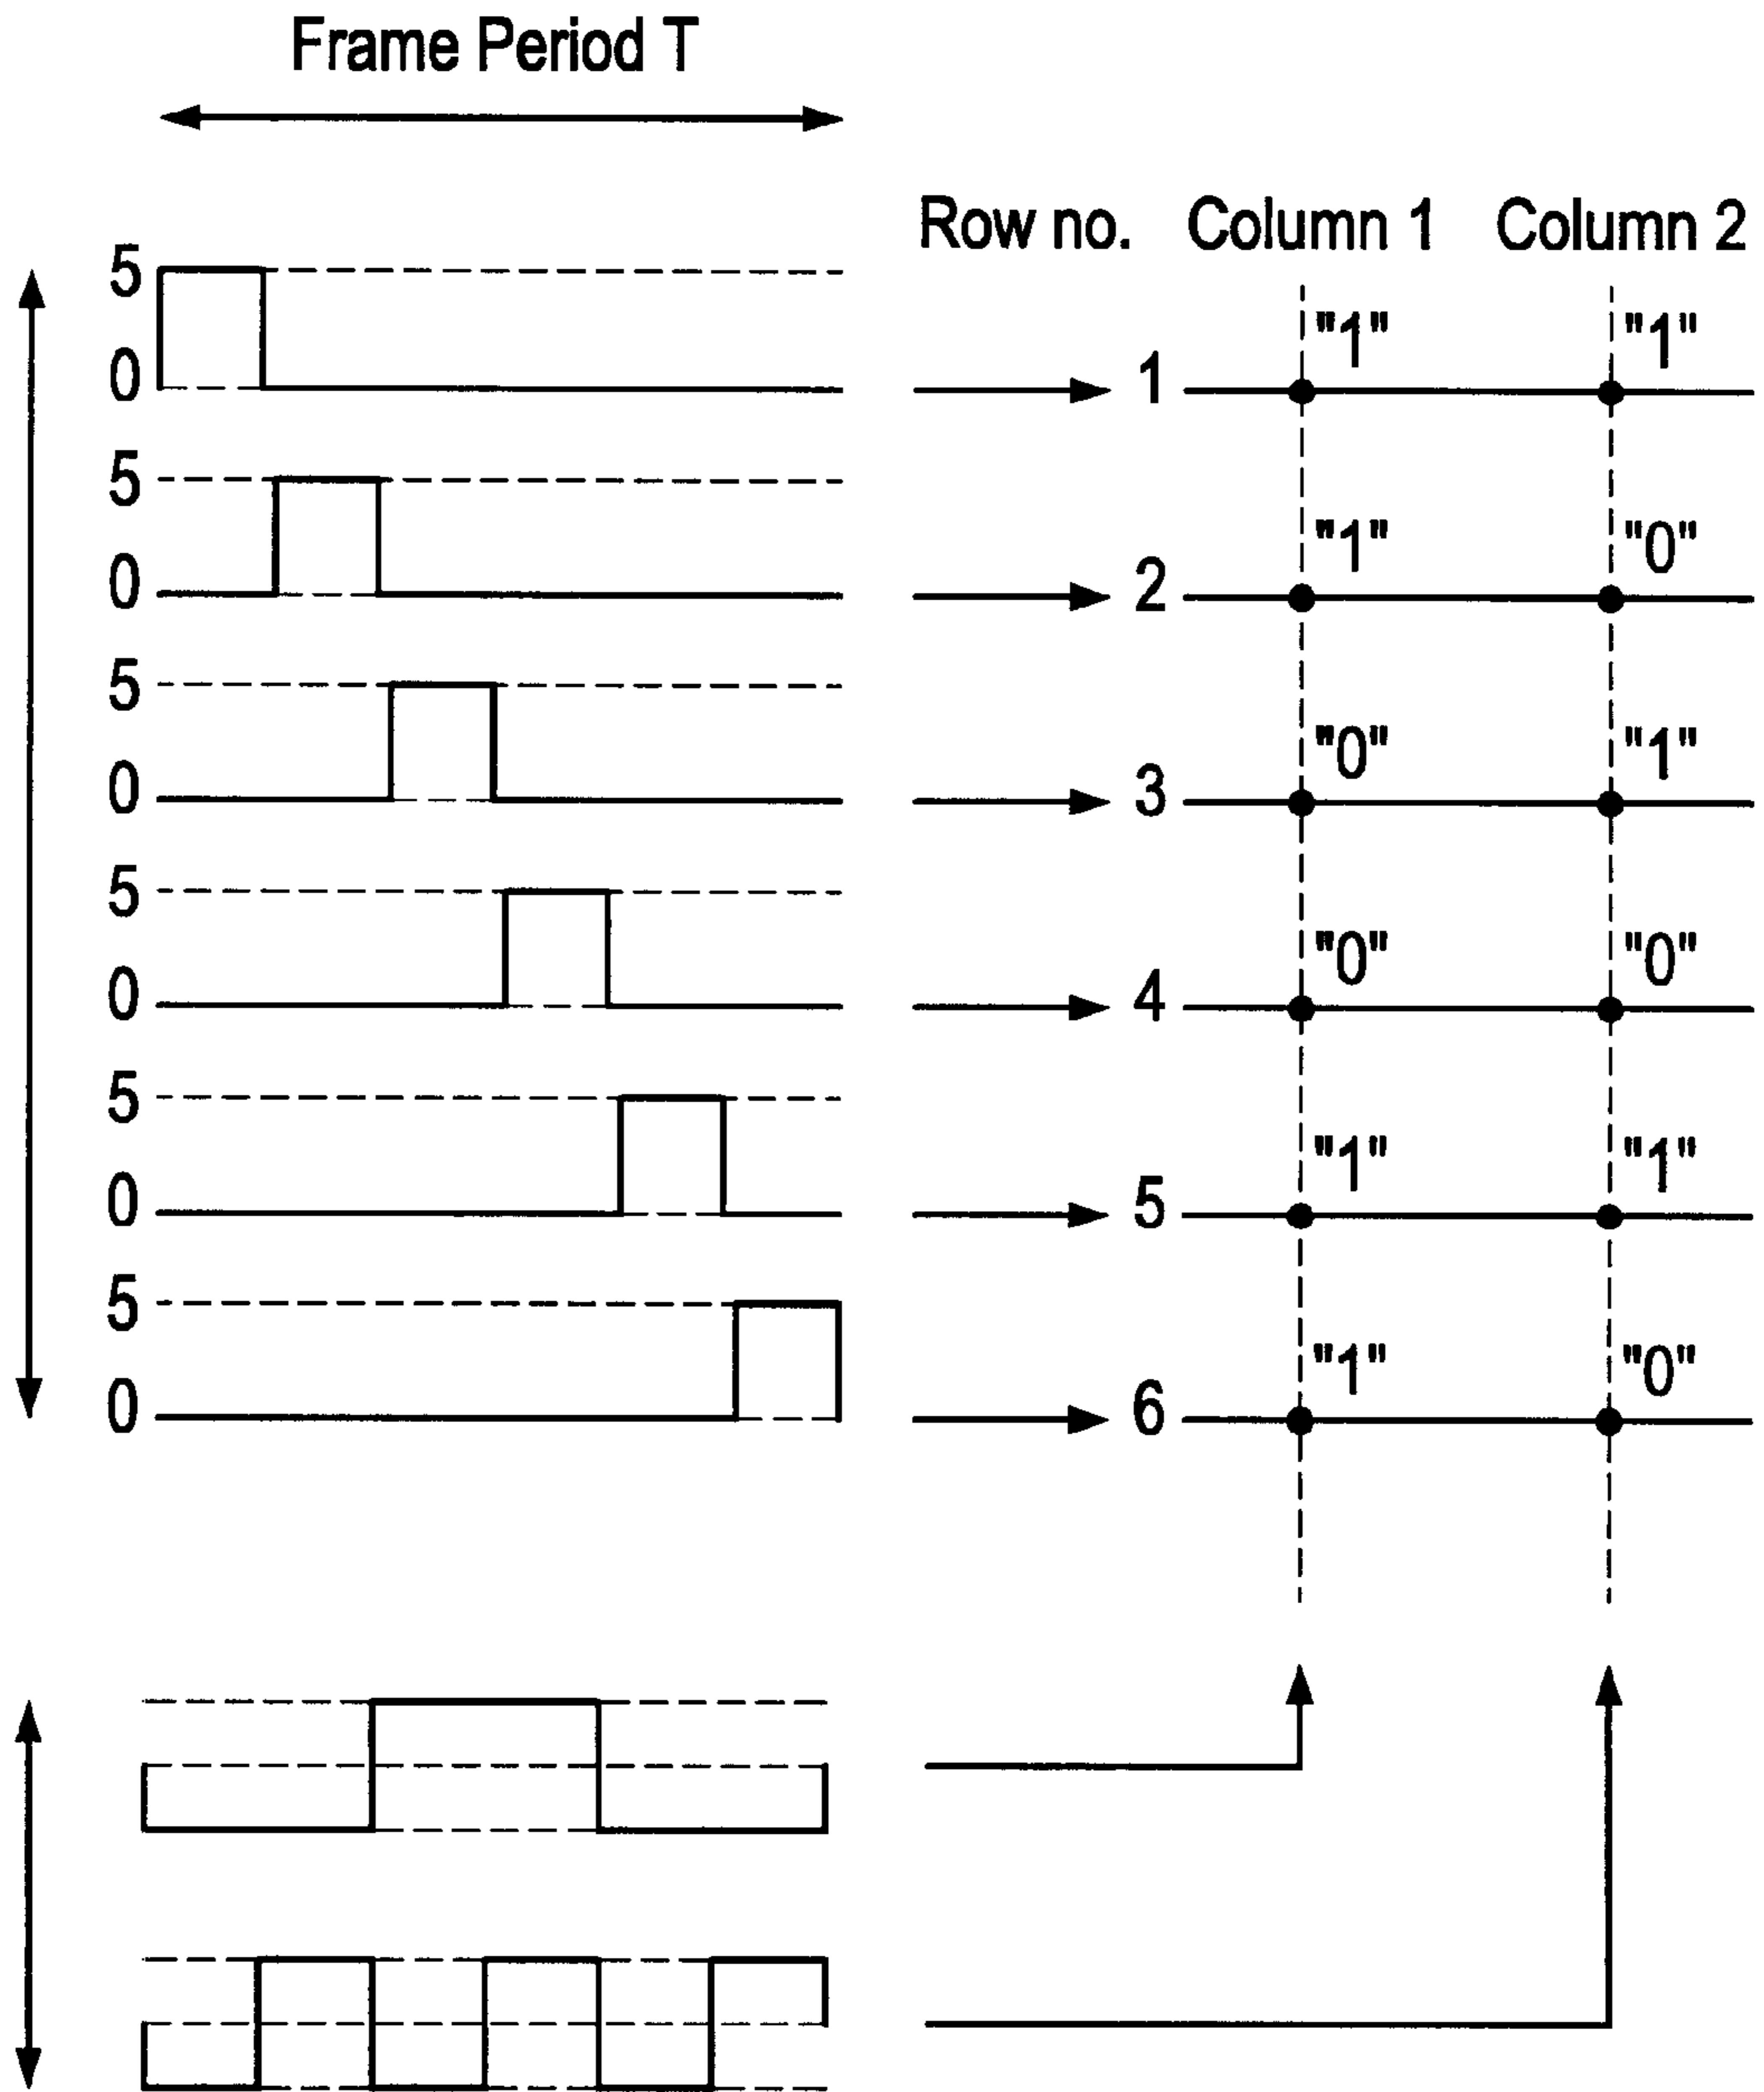 Frame Period T
Row no. Column 1 Column 2
5
0 1 "1" "1"
5
0 2 "1" "0"
5
0 3 "0" "1"
5
0 4 "0" "0"
5
0 5 "1" "1"
5
0 6 "1" "0"